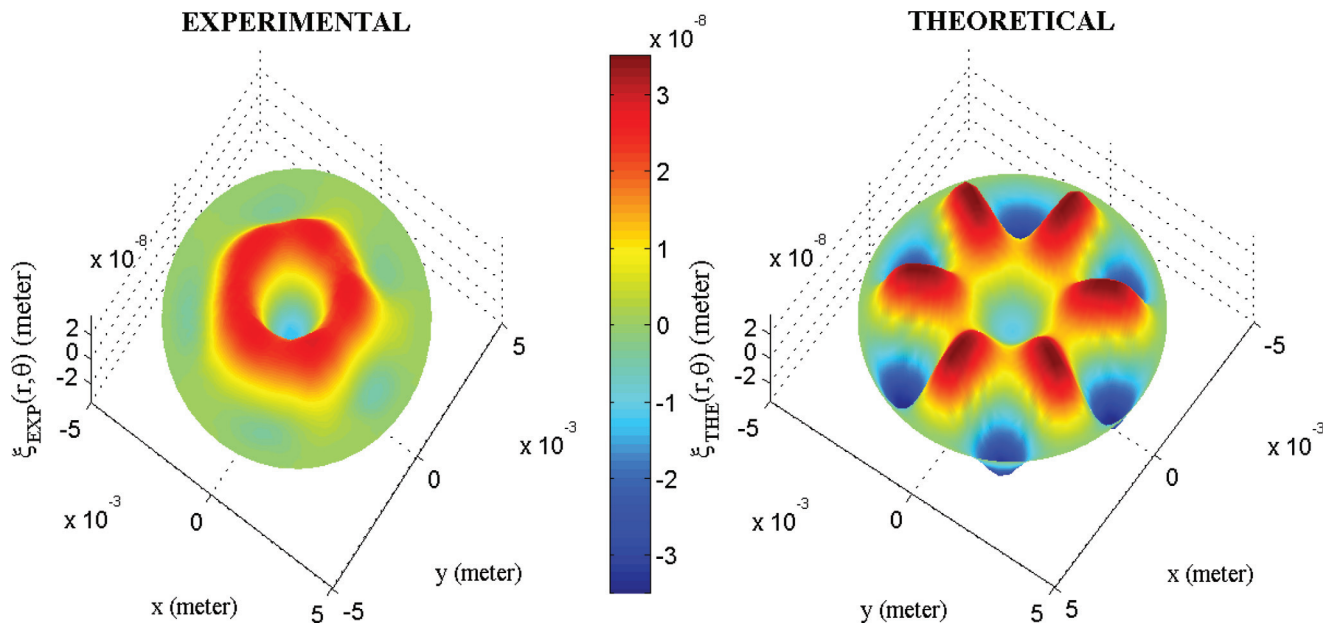 EXPERIMENTAL
x 10^-8
THEORETICAL
3
2
1
0
-1
-2
-3
x 10^-8
ξ_EXP(r,θ) (meter)
2
0
-2
-5
x 10^-3
0
x (meter)
5
-5
y (meter)
0
x 10^-3
5
x 10^-8
ξ_THE(r,θ) (meter)
2
0
-2
-5
x 10^-3
0
y (meter)
5
5
x (meter)
0
x 10^-3
-5